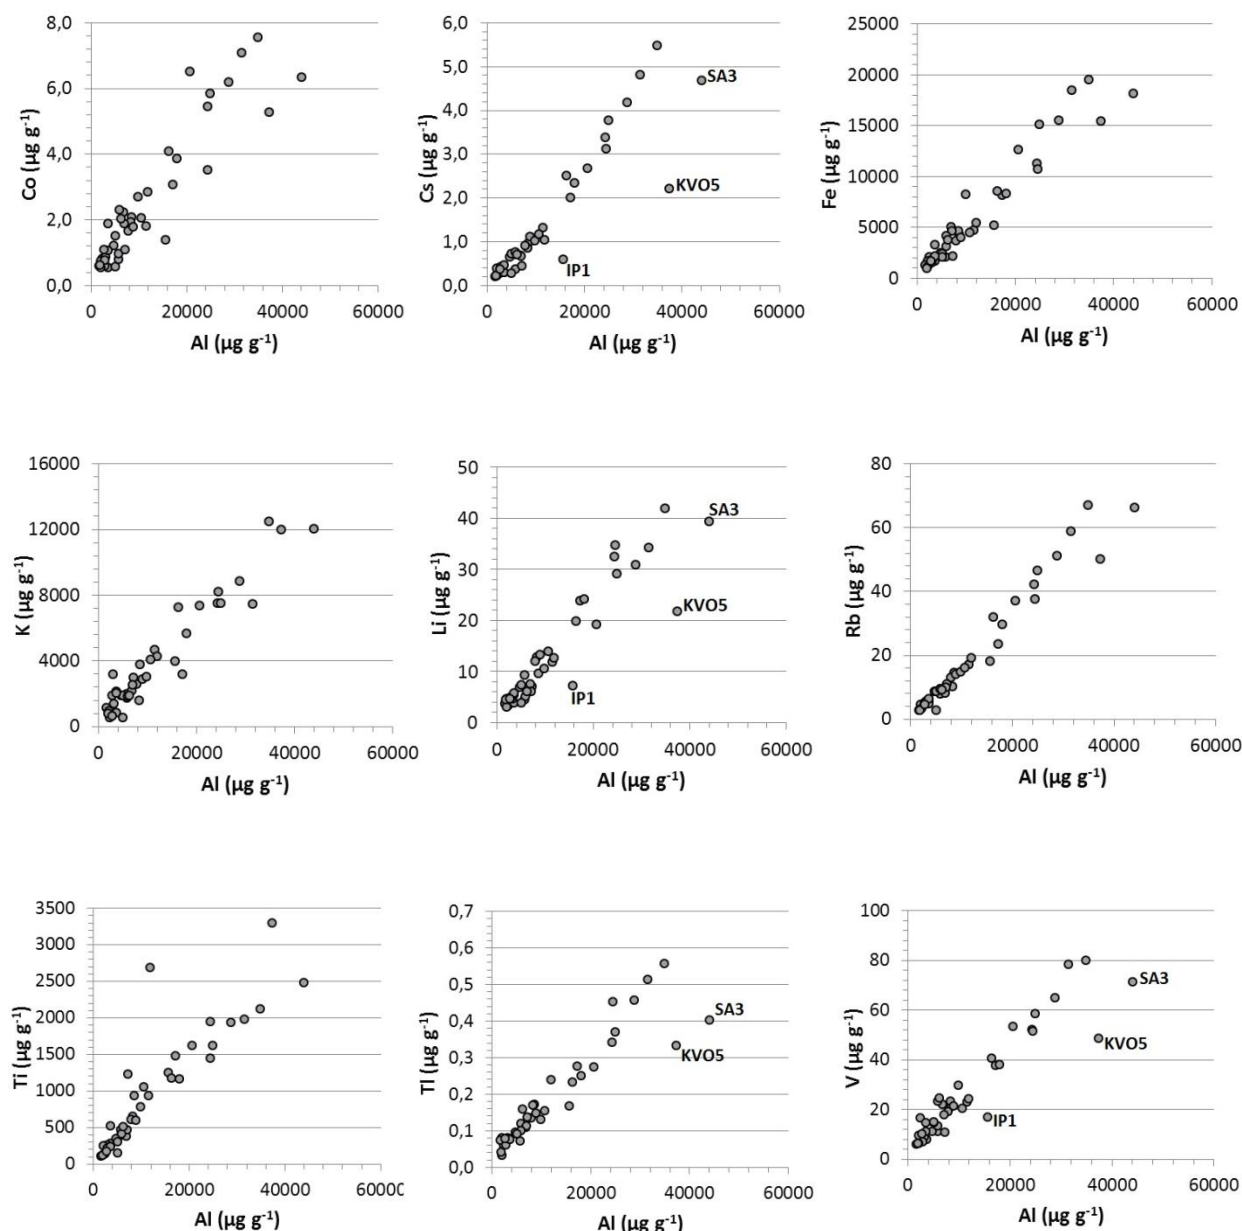 8,0
6,0
4,0
2,0
0,0
Co (µg g-1)
0 20000 40000 60000
Al (µg g-1)
6,0
5,0
4,0
3,0
2,0
1,0
0,0
Cs (µg g-1)
SA3
KVO5
IP1
0 20000 40000 60000
Al (µg g-1)
25000
20000
15000
10000
5000
0
Fe (µg g-1)
0 20000 40000 60000
Al (µg g-1)
16000
12000
8000
4000
0
K (µg g-1)
0 20000 40000 60000
Al (µg g-1)
50
40
30
20
10
0
Li (µg g-1)
SA3
KVO5
IP1
0 20000 40000 60000
Al (µg g-1)
80
60
40
20
0
Rb (µg g-1)
0 20000 40000 60000
Al (µg g-1)
3500
3000
2500
2000
1500
1000
500
0
Ti (µg g-1)
0 20000 40000 6000
Al (µg g-1)
0,7
0,6
0,5
0,4
0,3
0,2
0,1
0,0
Tl (µg g-1)
SA3
KVO5
0 20000 40000 60000
Al (µg g-1)
100
80
60
40
20
0
V (µg g-1)
SA3
KVO5
IP1
0 20000 40000 60000
Al (µg g-1)